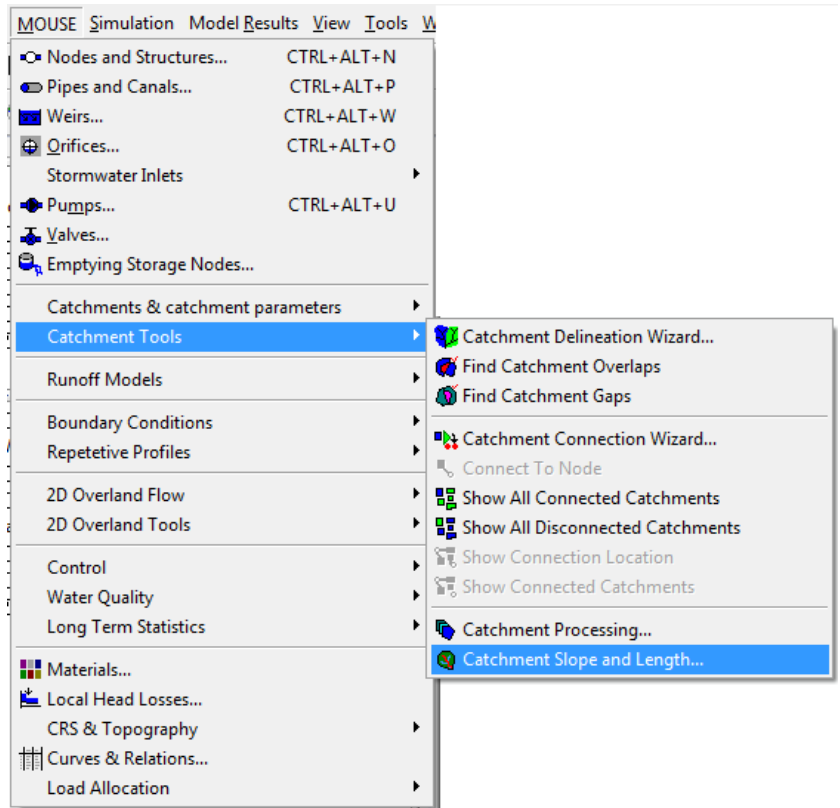 MOUSE Simulation Model Results View Tools
Nodes and Structures... CTRL+ALT+N
Pipes and Canals... CTRL+ALT+P
Weirs... CTRL+ALT+W
Orifices... CTRL+ALT+O
Stormwater Inlets
Pumps... CTRL+ALT+U
Valves...
Emptying Storage Nodes...
Catchments & catchment parameters
Catchment Tools
Runoff Models
Boundary Conditions
Repetetive Profiles
2D Overland Flow
2D Overland Tools
Control
Water Quality
Long Term Statistics
Materials...
Local Head Losses...
CRS & Topography
Curves & Relations...
Load Allocation
Catchment Delineation Wizard...
Find Catchment Overlaps
Find Catchment Gaps
Catchment Connection Wizard...
Connect To Node
Show All Connected Catchments
Show All Disconnected Catchments
Show Connection Location
Show Connected Catchments
Catchment Processing...
Catchment Slope and Length...